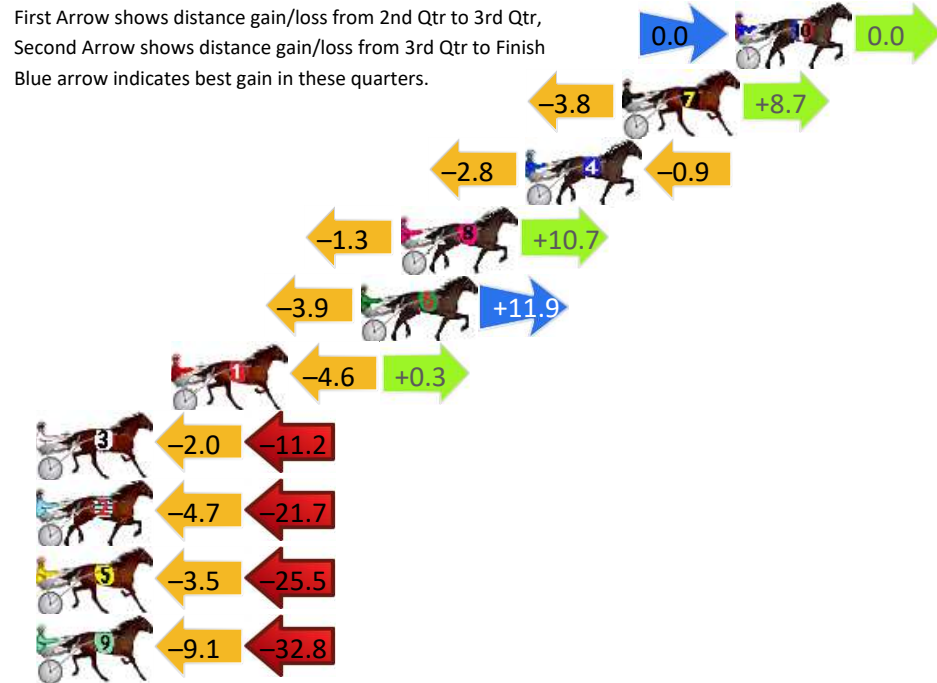 First Arrow shows distance gain/loss from 2nd Qtr to 3rd Qtr,
Second Arrow shows distance gain/loss from 3rd Qtr to Finish
Blue arrow indicates best gain in these quarters.
0.0 10 0.0
–3.8 7 +8.7
–2.8 4 –0.9
–1.3 8 +10.7
–3.9 6 +11.9
1 –4.6 +0.3
3 –2.0 –11.2
2 –4.7 –21.7
5 –3.5 –25.5
9 –9.1 –32.8